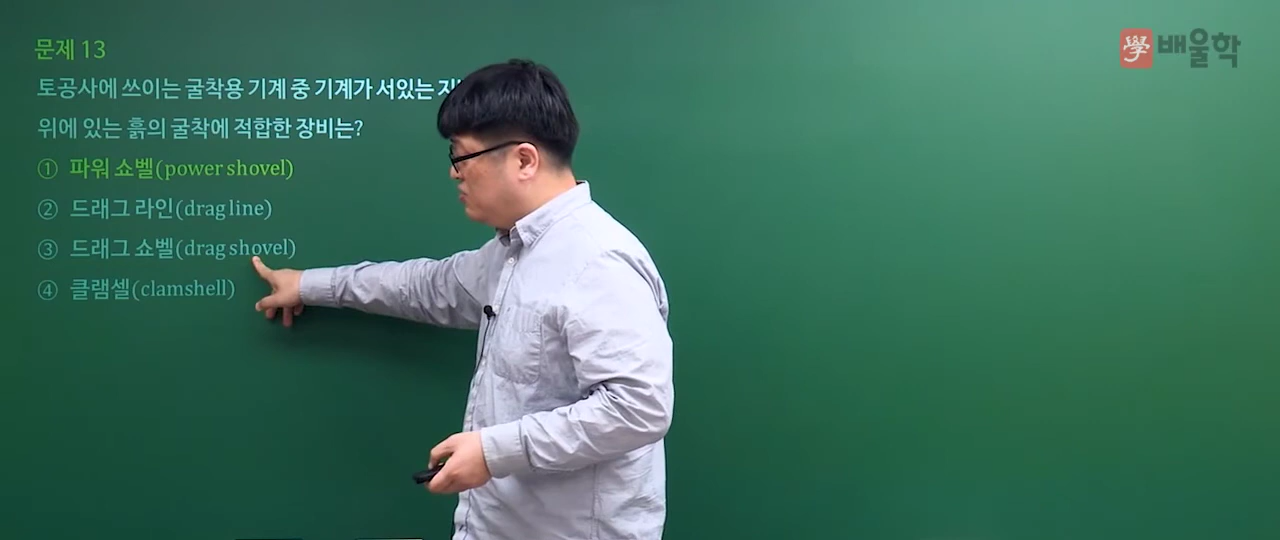 문제 13
토공사에 쓰이는 굴착용 기계 중 기계가 서있는
위에 있는 흙의 굴착에 적합한 장비는?
① 파워 쇼벨(power shovel)
② 드래그 라인(drag line)
③ 드래그 쇼벨(drag shovel)
④ 클램셀(clamshell)
學 배울학